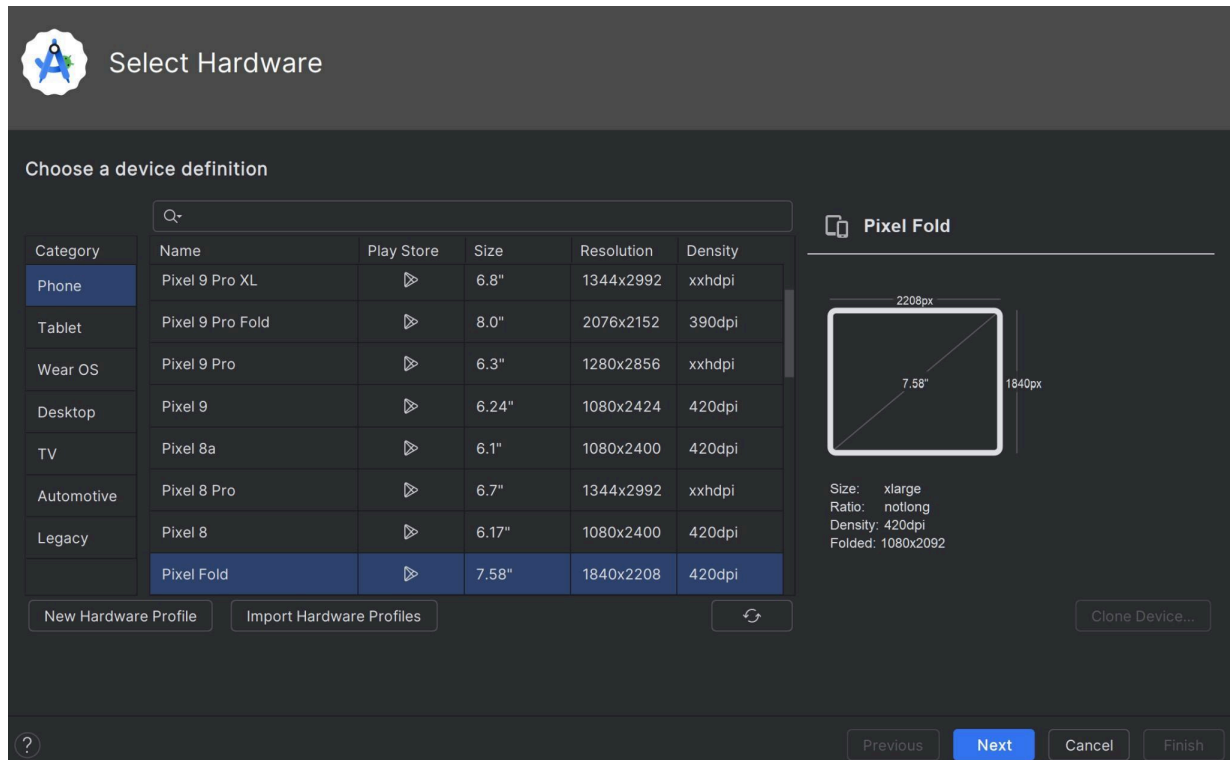 Select Hardware
Choose a device definition
Category
Phone
Tablet
Wear OS
Desktop
TV
Automotive
Legacy
Name Play Store Size Resolution Density
Pixel 9 Pro XL 6.8" 1344x2992 xxhdpi
Pixel 9 Pro Fold 8.0" 2076x2152 390dpi
Pixel 9 Pro 6.3" 1280x2856 xxhdpi
Pixel 9 6.24" 1080x2424 420dpi
Pixel 8a 6.1" 1080x2400 420dpi
Pixel 8 Pro 6.7" 1344x2992 xxhdpi
Pixel 8 6.17" 1080x2400 420dpi
Pixel Fold 7.58" 1840x2208 420dpi
New Hardware Profile Import Hardware Profiles
Pixel Fold
2208px
7.58" 1840px
Size: xlarge
Ratio: notlong
Density: 420dpi
Folded: 1080x2092
Clone Device...
? Previous Next Cancel Finish